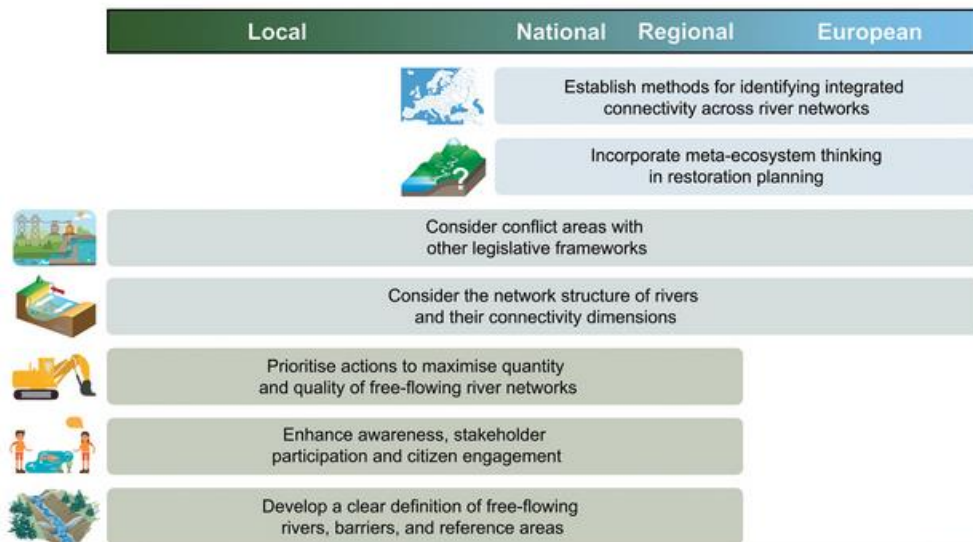 Local National Regional European
Establish methods for identifying integrated
connectivity across river networks
Incorporate meta-ecosystem thinking
in restoration planning
?
Consider conflict areas with
other legislative frameworks
Consider the network structure of rivers
and their connectivity dimensions
Prioritise actions to maximise quantity
and quality of free-flowing river networks
Enhance awareness, stakeholder
participation and citizen engagement
Develop a clear definition of free-flowing
rivers, barriers, and reference areas